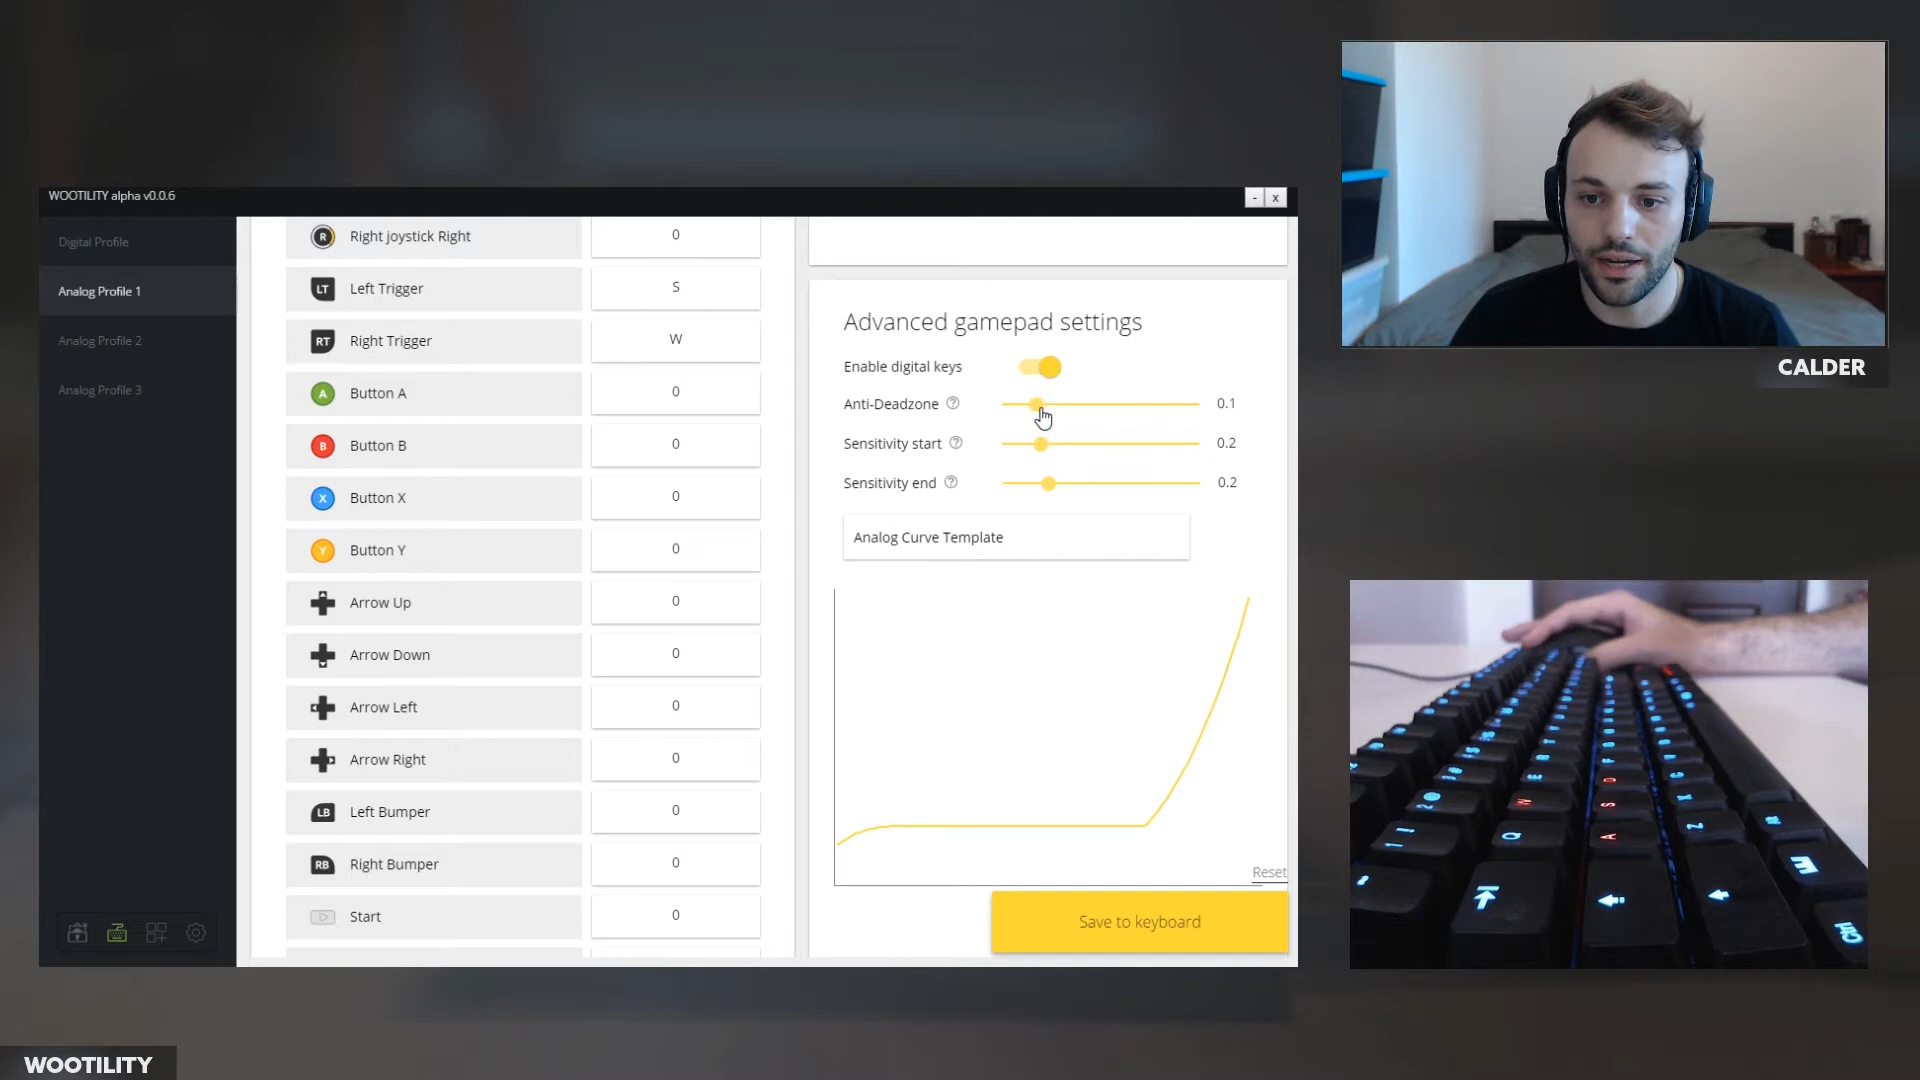 WOOTILITY alpha v0.0.6
- x
Digital Profile
Analog Profile 1
Analog Profile 2
Analog Profile 3
R Right joystick Right 0
LT Left Trigger S
RT Right Trigger W
A Button A 0
B Button B 0
X Button X 0
Y Button Y 0
Arrow Up 0
Arrow Down 0
Arrow Left 0
Arrow Right 0
LB Left Bumper 0
RB Right Bumper 0
Start 0
Advanced gamepad settings
Enable digital keys
Anti-Deadzone ? 0.1
Sensitivity start ? 0.2
Sensitivity end ? 0.2
Analog Curve Template
Reset
Save to keyboard
CALDER
W
S
D
Q
A
Z
X
WOOTILITY